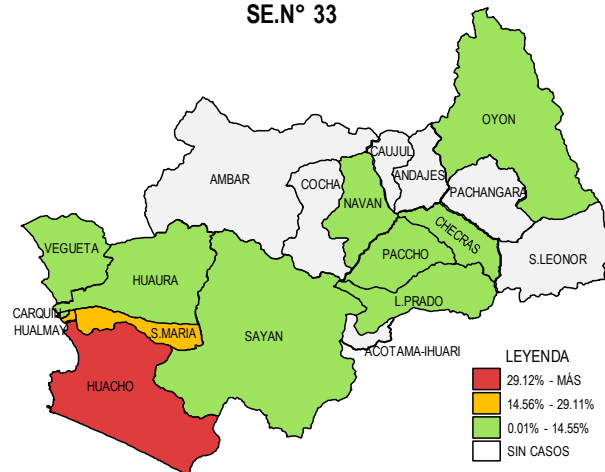 SE.N° 33
OYON
CAUJUL
ANDAJES
AMBAR
COCHA
NAVAN
PACHANGARA
CHECRAS
VEGUETA
PACCHO
S.LEONOR
HUAURA
L.PRADO
CARQUIN
HUALMAY
S.MARIA
SAYAN
ACOTAMA-IHUARI
HUACHO
LEYENDA
29.12% - MÁS
14.56% - 29.11%
0.01% - 14.55%
SIN CASOS